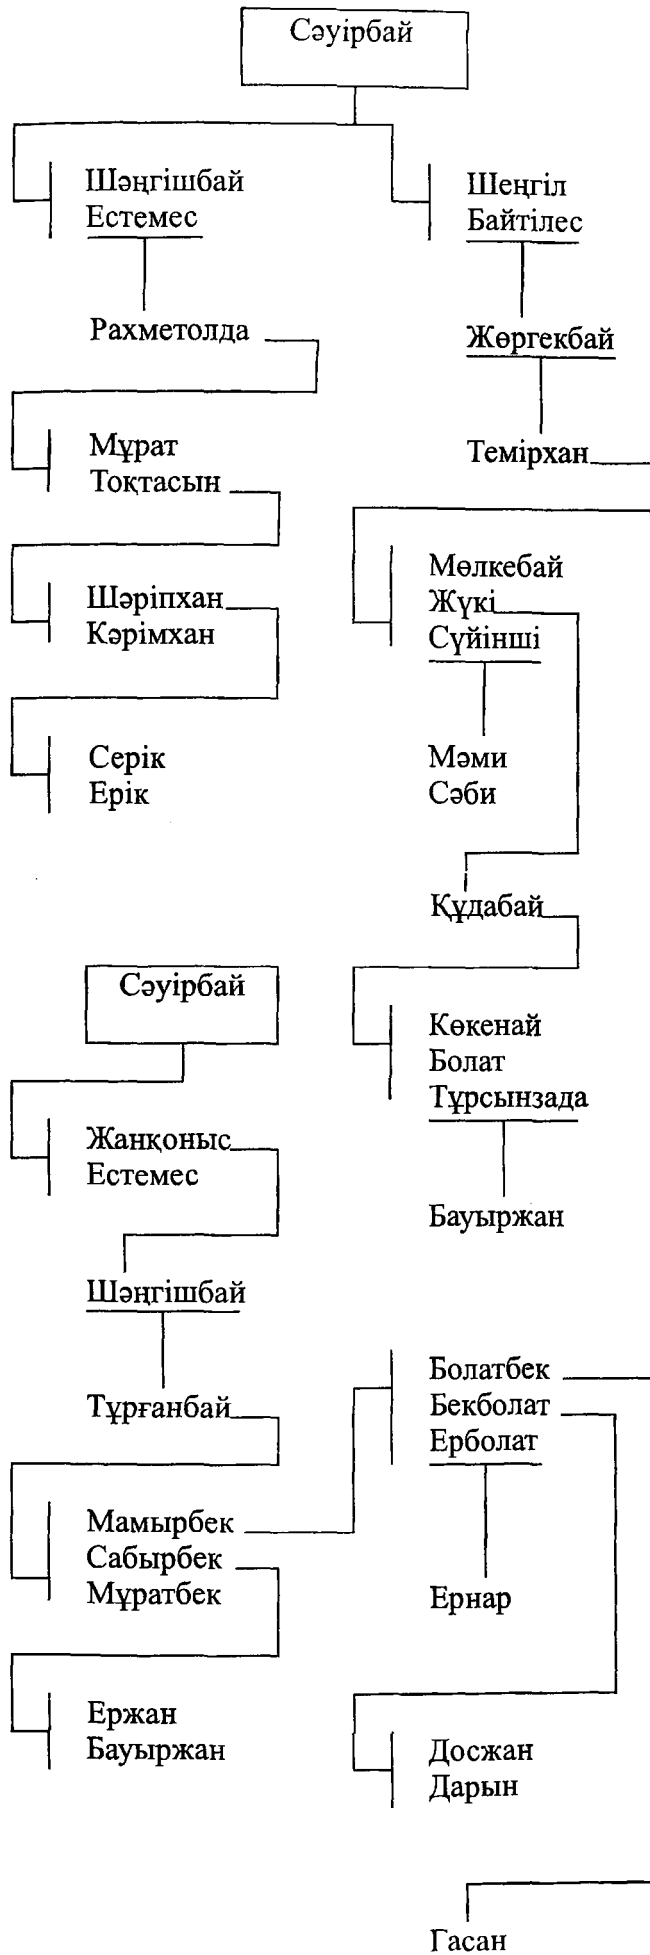 Сәуірбай
Шәңгішбай
Естемес
Шеңгіл
Байтілес
Рахметолда
Жөргекбай
Мұрат
Тоқтасын
Темірхан
Шәріпхан
Кәрімхан
Мөлкебай
Жүкі
Сүйінші
Серік
Ерік
Мәми
Сәби
Құдабай
Сәуірбай
Көкенай
Болат
Тұрсынзада
Жанқоныс
Естемес
Бауыржан
Шәңгішбай
Тұрғанбай
Болатбек
Бекболат
Ерболат
Мамырбек
Сабырбек
Мұратбек
Ернар
Ержан
Бауыржан
Досжан
Дарын
Гасан